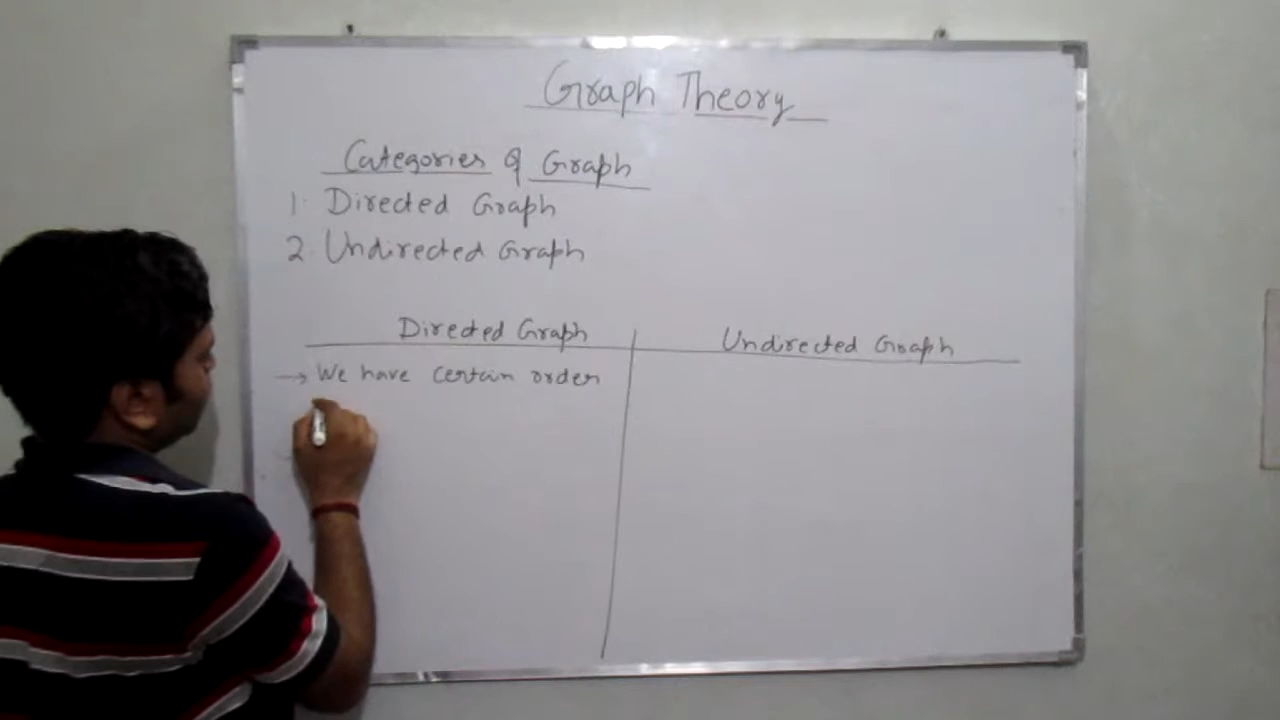 Graph Theory
Categories of Graph
1. Directed Graph
2. Undirected Graph
Directed Graph
Undirected Graph
→ We have certain order